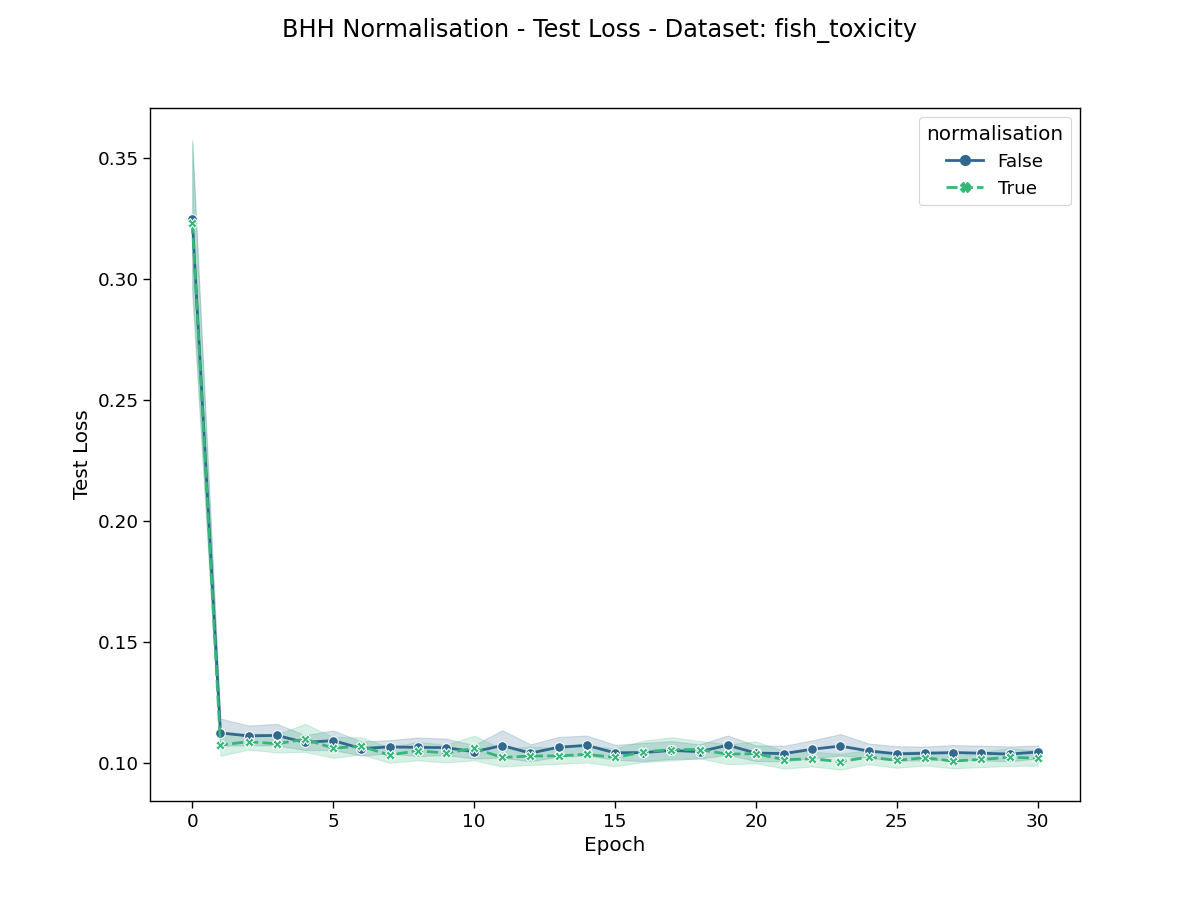 BHH Normalisation - Test Loss - Dataset: fish_toxicity
normalisation
False
True
0.35
0.30
0.25
0.20
0.15
0.10
Test Loss
0 5 10 15 20 25 30
Epoch